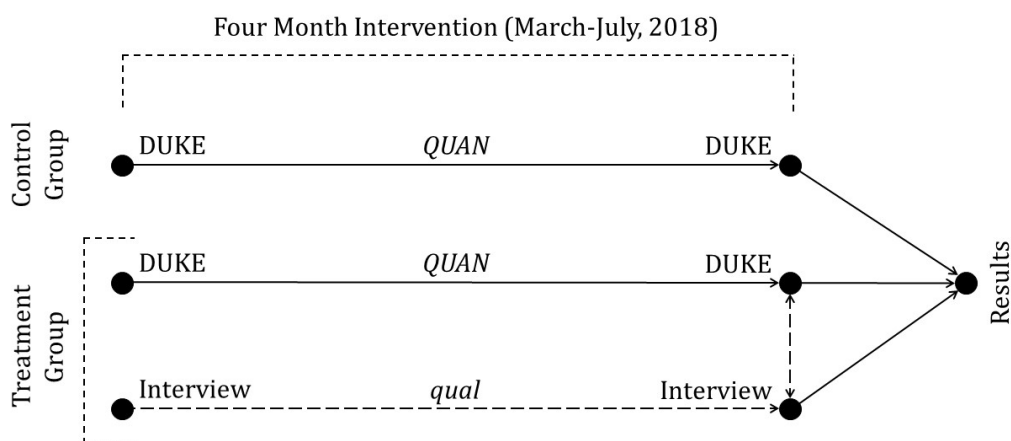 Four Month Intervention (March-July, 2018)
Control
Group
DUKE QUAN DUKE
Treatment
Group
DUKE QUAN DUKE
Interview qual Interview
Results